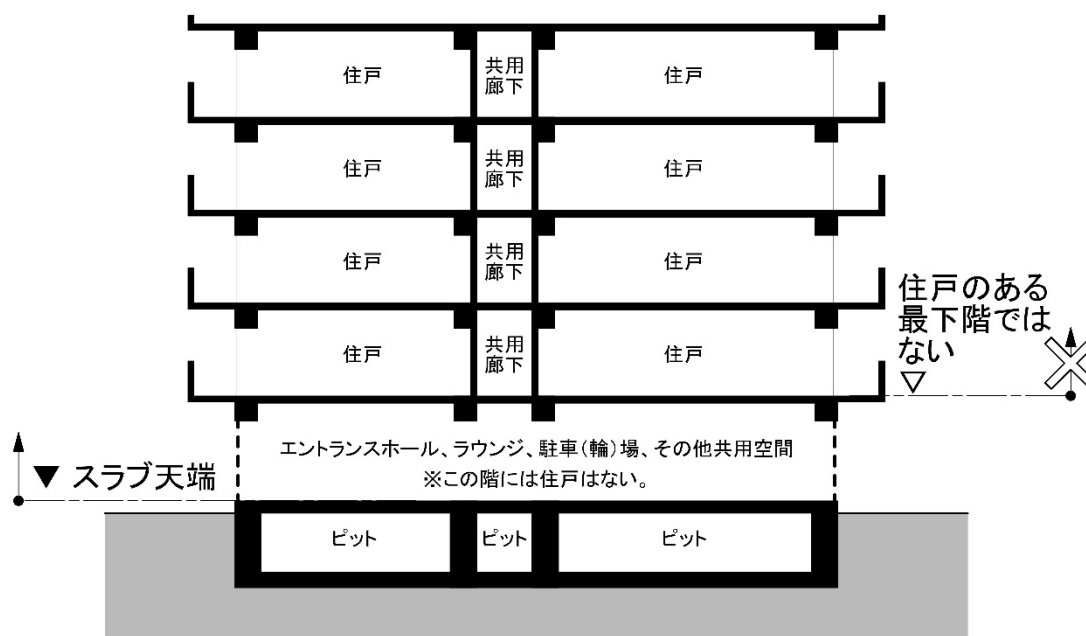 住戸
共用
廊下
住戸
住戸
共用
廊下
住戸
住戸
共用
廊下
住戸
住戸のある
最下階では
ない
▽
住戸
共用
廊下
住戸
エントランスホール、ラウンジ、駐車(輪)場、その他共用空間
※この階には住戸はない。
▼ スラブ天端
ピット
ピット
ピット